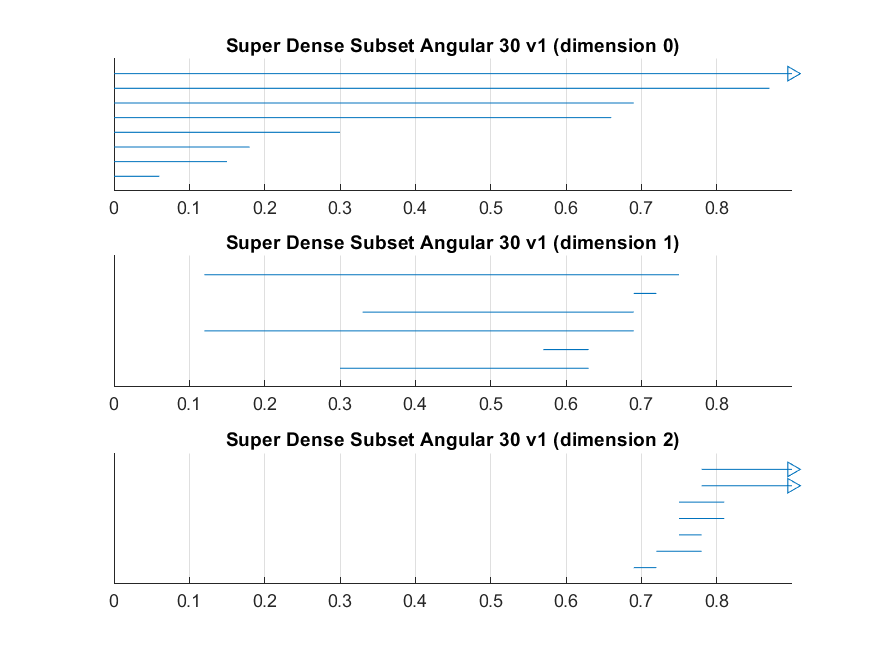 Super Dense Subset Angular 30 v1 (dimension 0)
0 0.1 0.2 0.3 0.4 0.5 0.6 0.7 0.8
Super Dense Subset Angular 30 v1 (dimension 1)
0 0.1 0.2 0.3 0.4 0.5 0.6 0.7 0.8
Super Dense Subset Angular 30 v1 (dimension 2)
0 0.1 0.2 0.3 0.4 0.5 0.6 0.7 0.8